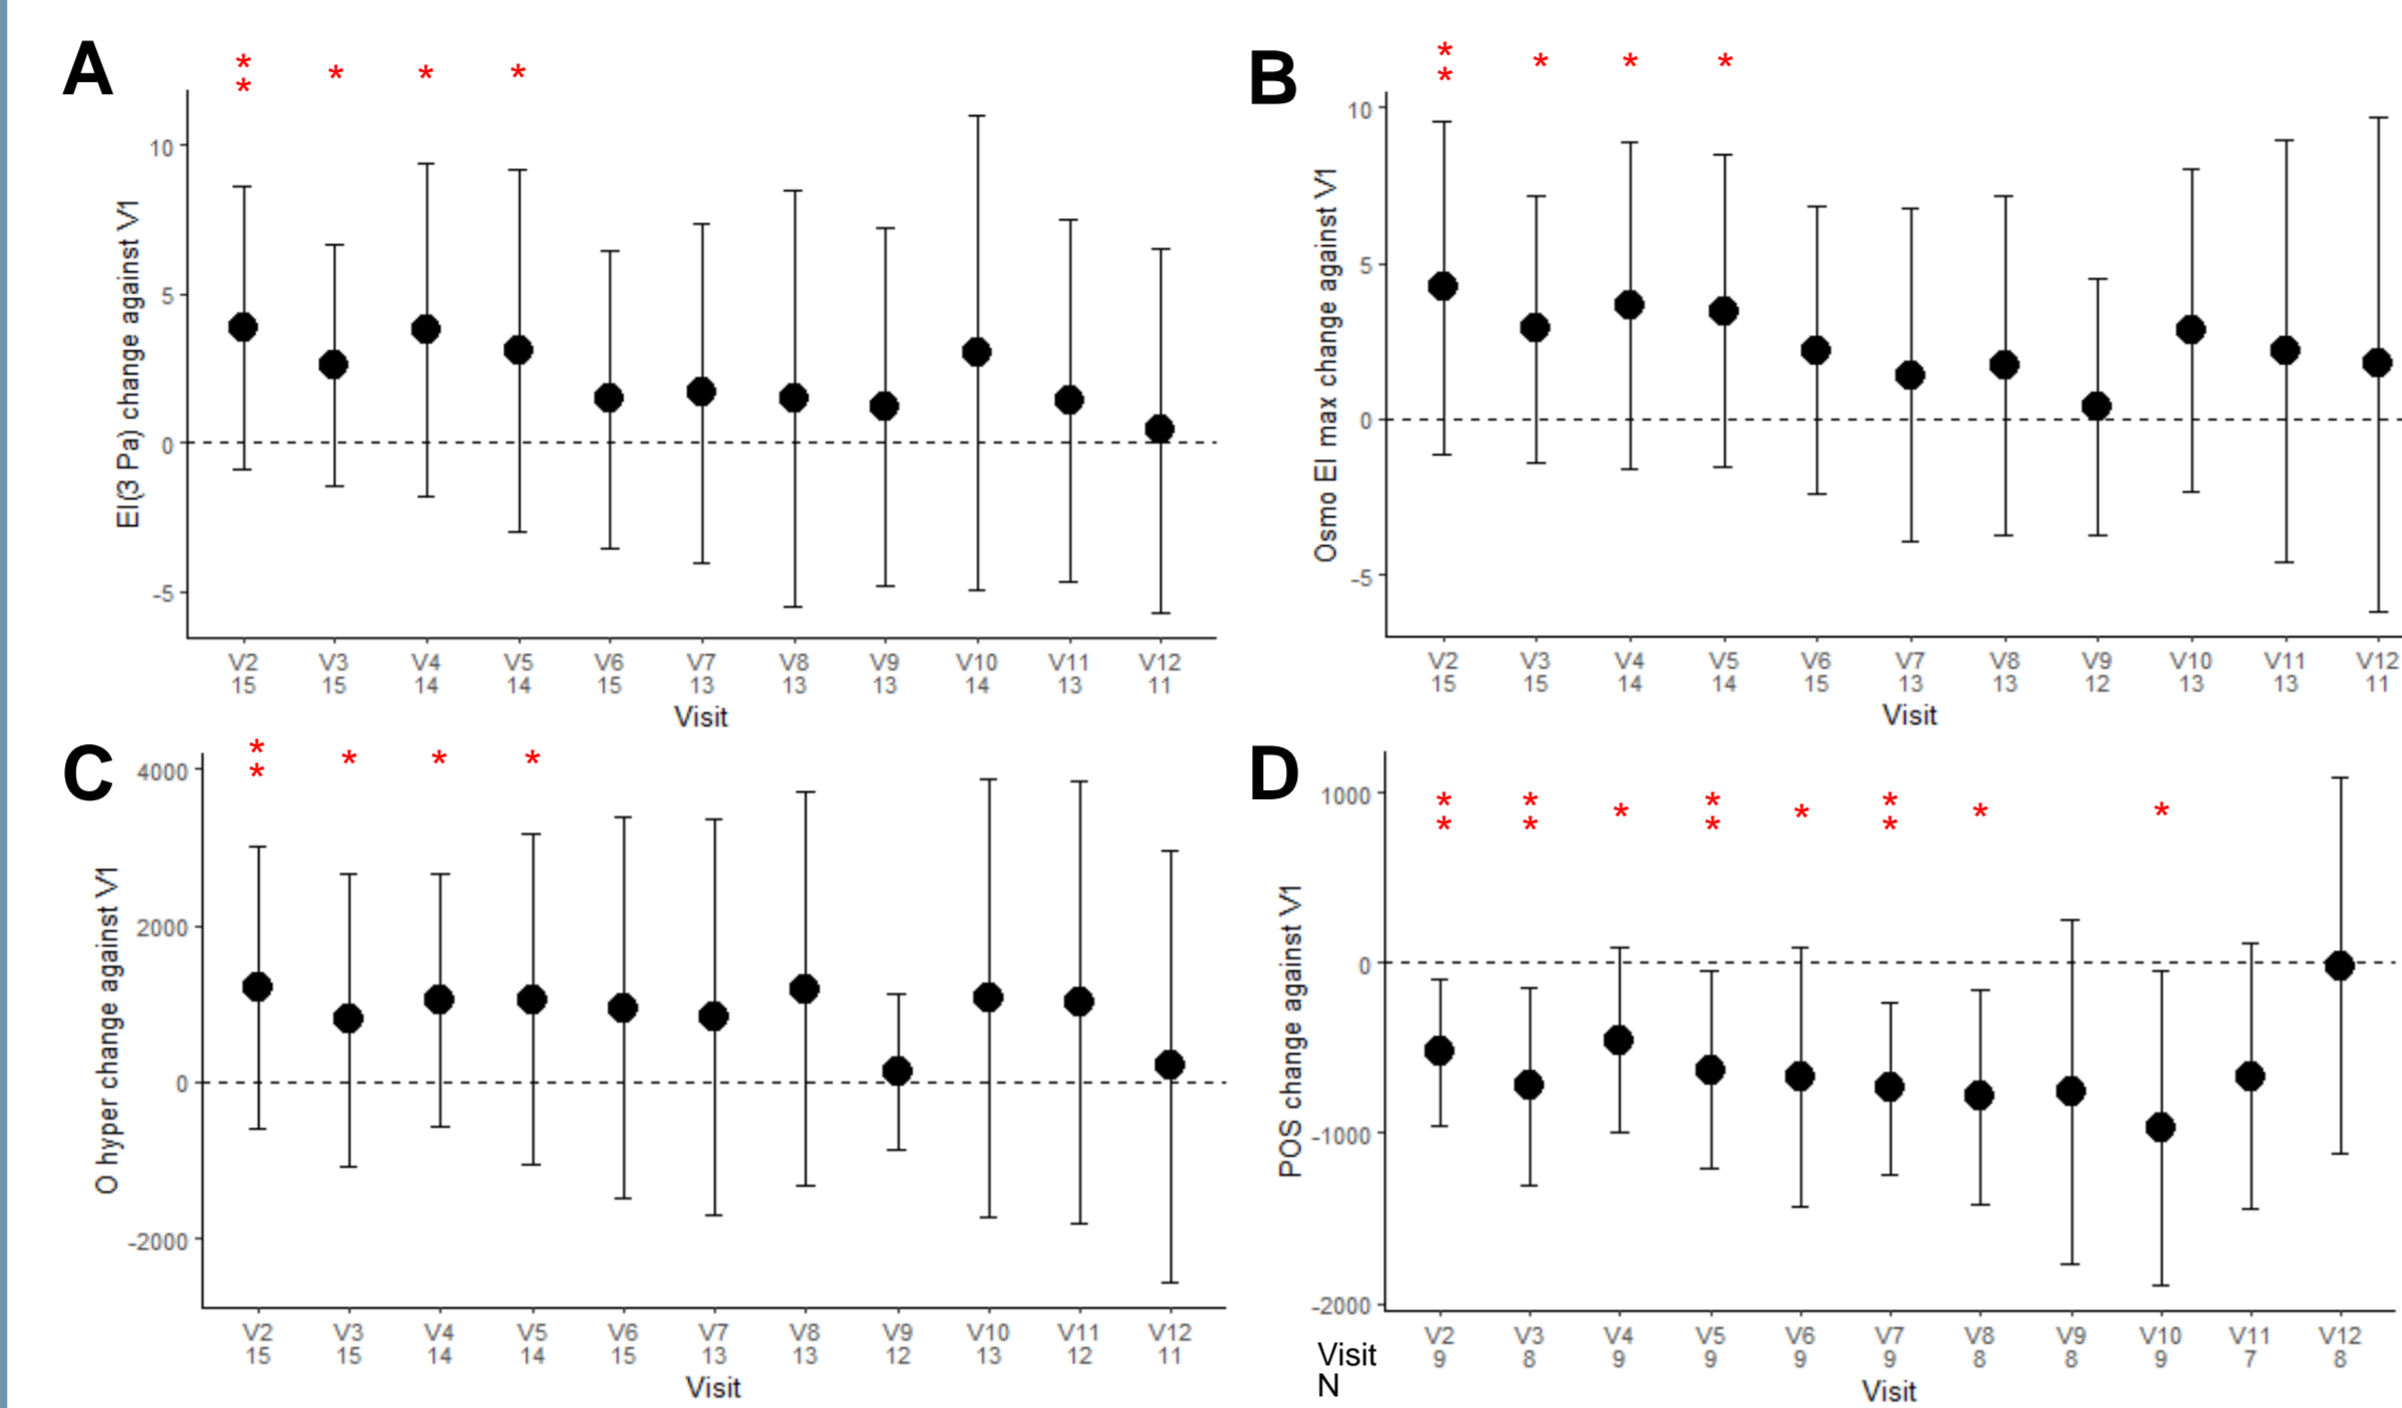 A
*
*
* * *
EI(3 Pa) change against V1
10
5
0
-5
V2 V3 V4 V5 V6 V7 V8 V9 V10 V11 V12
15 15 14 14 15 13 13 13 14 13 11
Visit
B
*
*
* * *
Osmo EI max change against V1
10
5
0
-5
V2 V3 V4 V5 V6 V7 V8 V9 V10 V11 V12
15 15 14 14 15 13 13 12 13 13 11
Visit
C
*
*
* * *
O hyper change against V1
4000
2000
0
-2000
V2 V3 V4 V5 V6 V7 V8 V9 V10 V11 V12
15 15 14 14 15 13 13 12 13 12 11
Visit
D
* * * * * * * *
* * * *
POS change against V1
1000
0
-1000
-2000
Visit V2 V3 V4 V5 V6 V7 V8 V9 V10 V11 V12
N 9 8 9 9 9 9 8 8 9 7 8
Visit